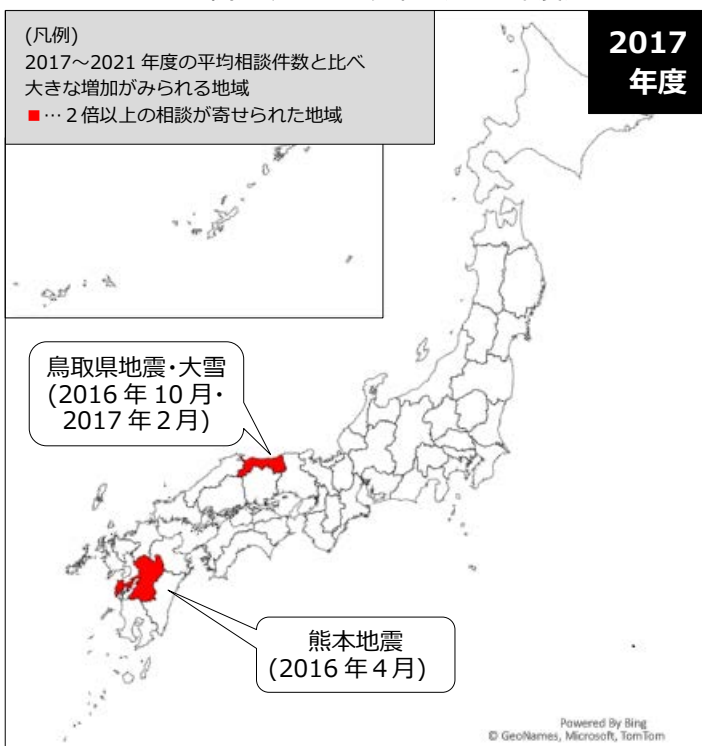 (凡例)
2017～2021 年度の平均相談件数と比べ
大きな増加がみられる地域
■… 2 倍以上の相談が寄せられた地域
2017
年度
鳥取県地震・大雪
(2016 年 10 月・
2017 年 2 月)
熊本地震
(2016 年 4 月)
Powered By Bing
© GeoNames, Microsoft, TomTom